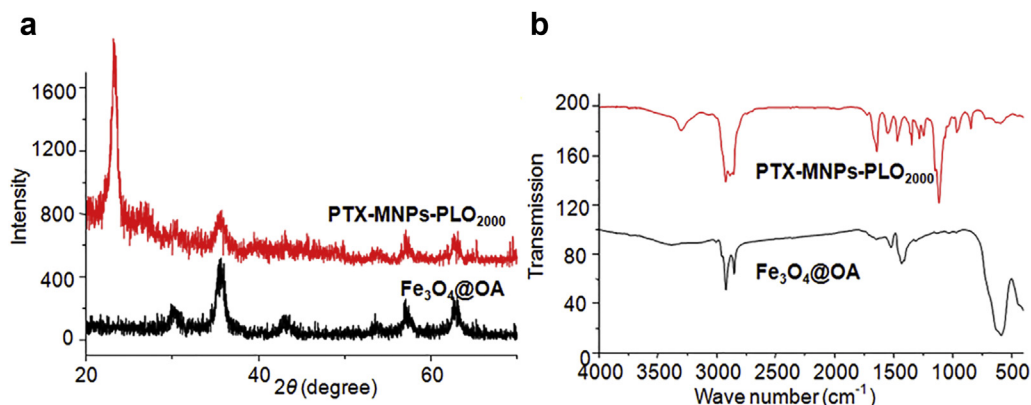 a
Intensity
1600
1200
800
400
0
PTX-MNPs-PLO₂₀₀₀
Fe₃O₄@OA
20
40
60
2θ (degree)
b
Transmission
200
160
120
80
40
0
PTX-MNPs-PLO₂₀₀₀
Fe₃O₄@OA
4000 3500 3000 2500 2000 1500 1000 500
Wave number (cm⁻¹)